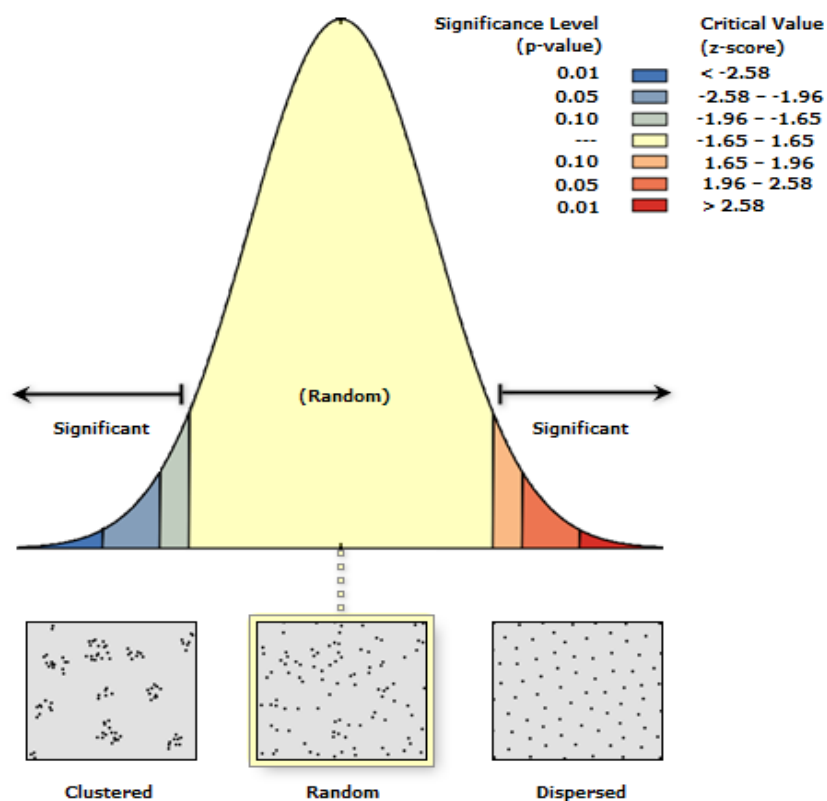 Significance Level Critical Value
(p-value) (z-score)
0.01 < -2.58
0.05 -2.58 – -1.96
0.10 -1.96 – -1.65
--- -1.65 – 1.65
0.10 1.65 – 1.96
0.05 1.96 – 2.58
0.01 > 2.58
(Random)
Significant Significant
Clustered Random Dispersed